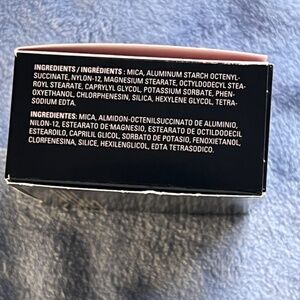 INGREDIENTS / INGRÉDIENTS : MICA, ALUMINUM STARCH OCTENYL-
SUCCINATE, NYLON-12, MAGNESIUM STEARATE, OCTYLDODECYL STEA-
ROYL STEARATE, CAPRYLYL GLYCOL, POTASSIUM SORBATE, PHEN-
OXYETHANOL, CHLORPHENESIN, SILICA, HEXYLENE GLYCOL, TETRA-
SODIUM EDTA.
INGREDIENTES: MICA, ALMIDON-OCTENILSUCCINATO DE ALUMINIO,
NILON-12, ESTEARATO DE MAGNESIO, ESTEARATO DE OCTILDODECIL
ESTEAROILO, CAPRILIL GLICOL, SORBATO DE POTASIO, FENOXIETANOL,
CLORFENESINA, SILICE, HEXILENGLICOL, EDTA TETRASODICO.